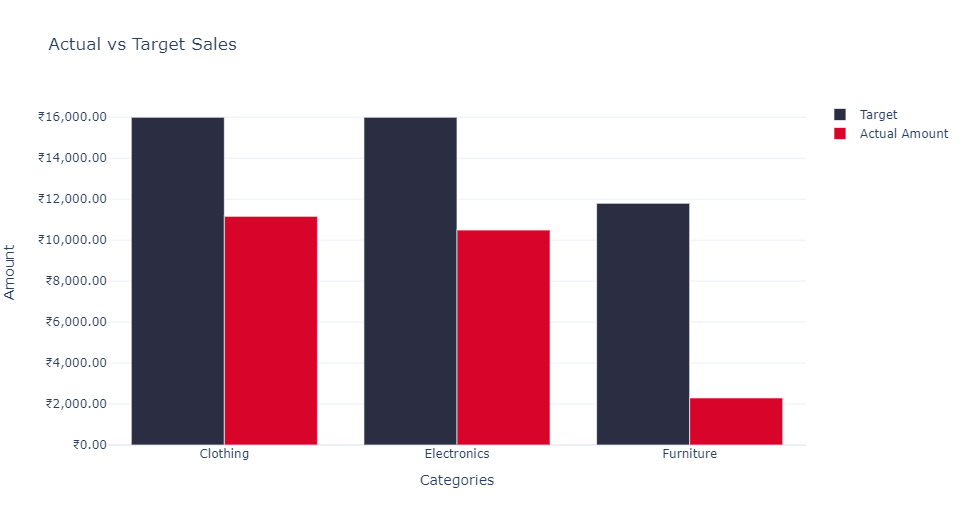 Actual vs Target Sales
Target
Actual Amount
₹16,000.00
₹14,000.00
₹12,000.00
₹10,000.00
₹8,000.00
₹6,000.00
₹4,000.00
₹2,000.00
₹0.00
Amount
Clothing
Electronics
Furniture
Categories